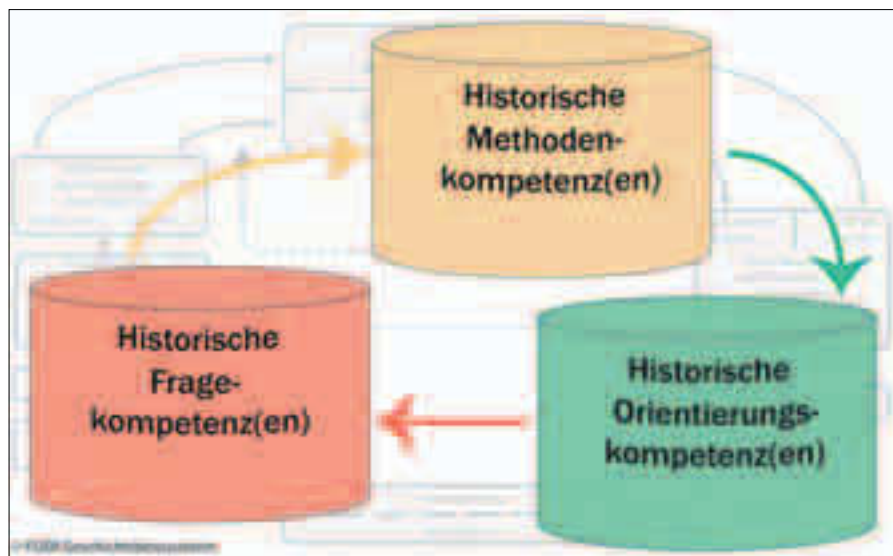 Historische
Methoden-
kompetenz(en)
Historische
Frage-
kompetenz(en)
Historische
Orientierungs-
kompetenz(en)